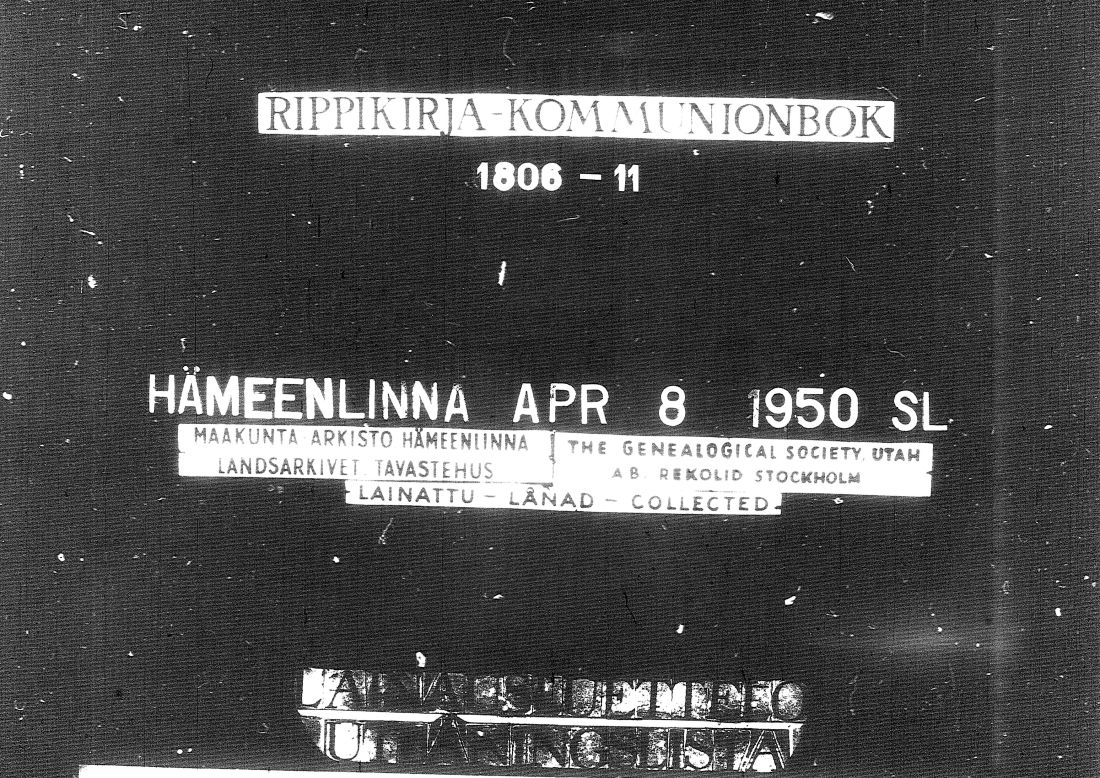 RIPPIKIRJA-KOMMUNIONBOK
1806 - 11
HÄMEENLINNA APR 8 1950 SL
MAAKUNTA-ARKISTO HÄMEENLINNA
LANDSARKIVET, TAVASTEHUS
THE GENEALOGICAL SOCIETY, UTAH
A.B. REKOLID STOCKHOLM
LAINATTU - LÅNAD - COLLECTED